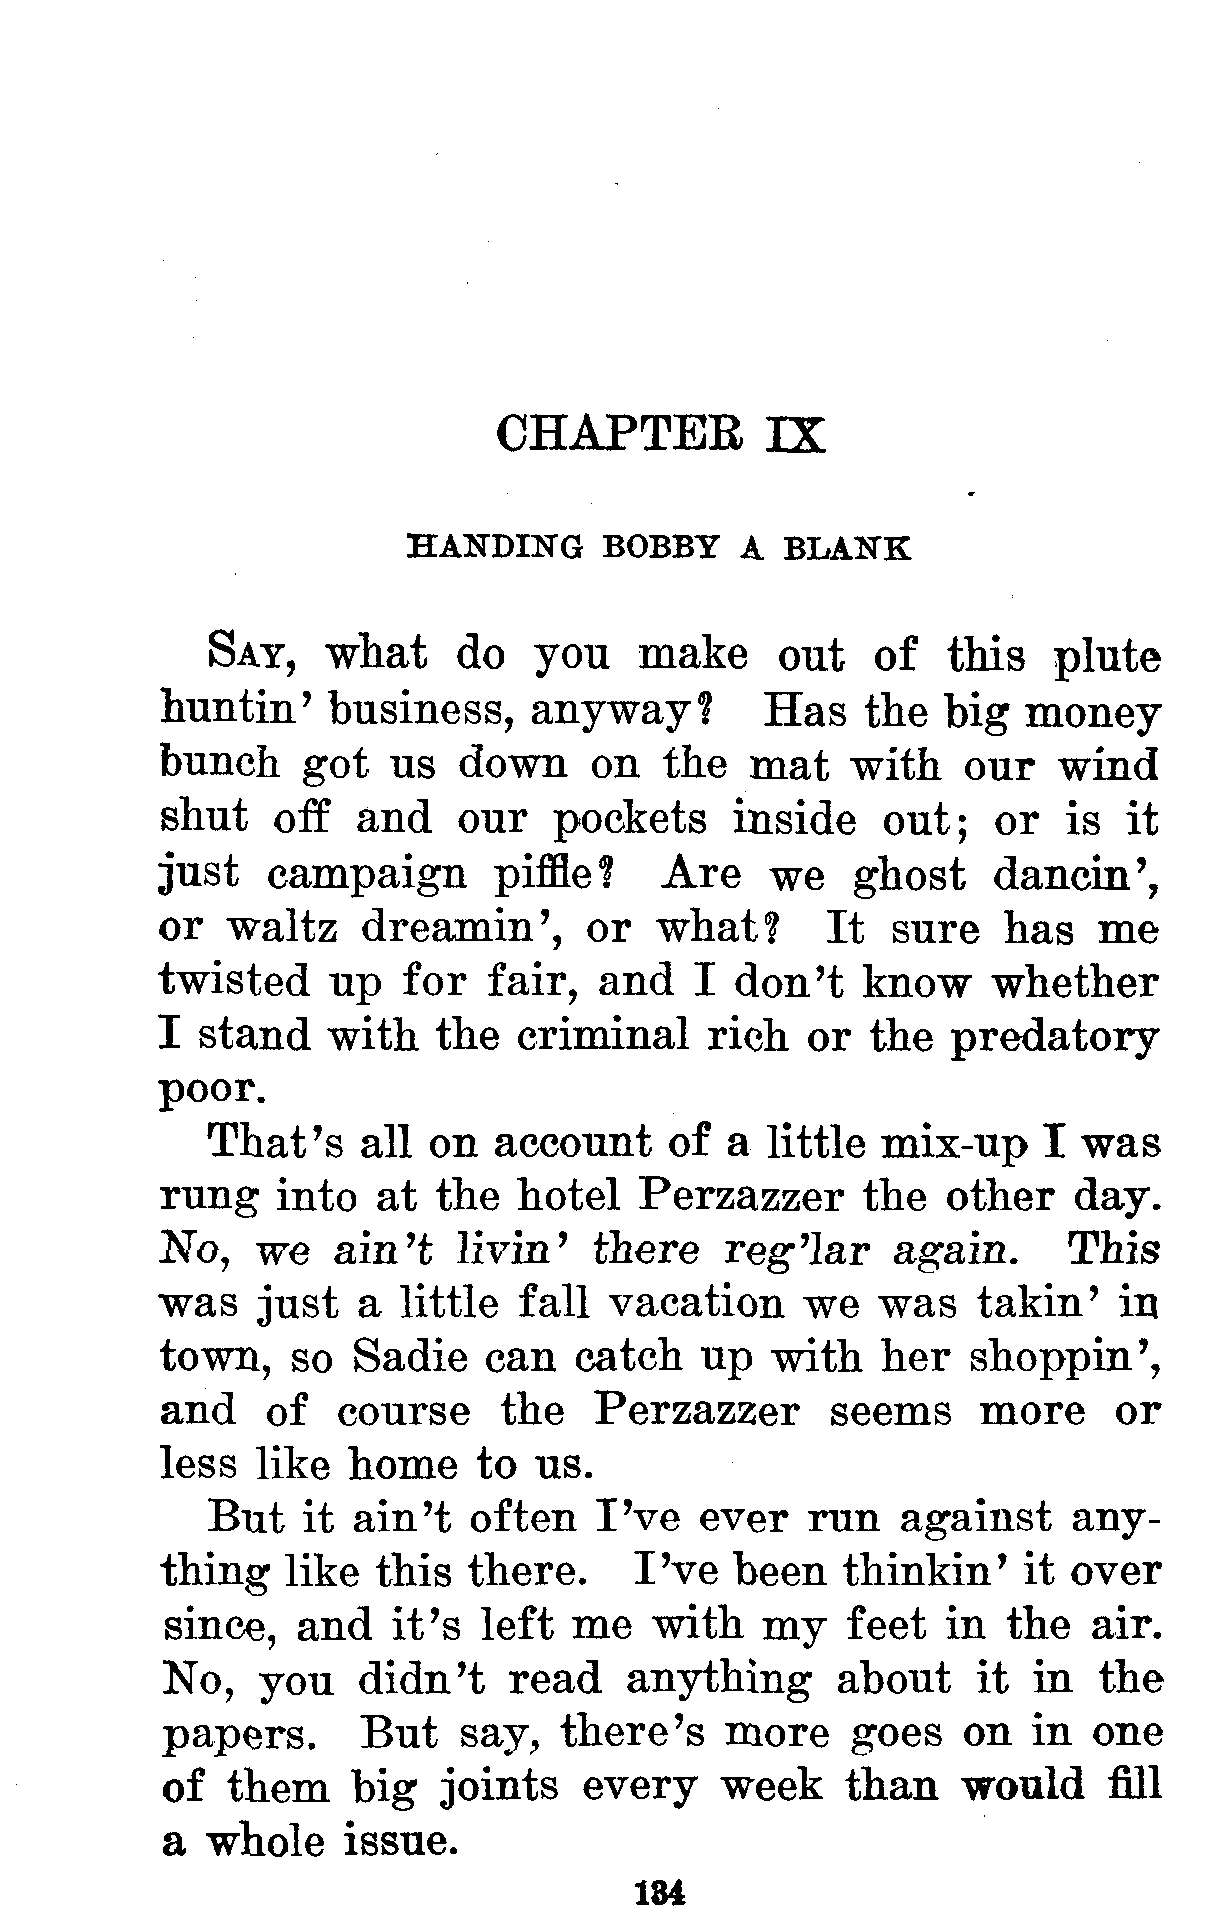 CHAPTER IX
HANDING BOBBY A BLANK
SAY, what do you make out of this plute
huntin' business, anyway? Has the big money
bunch got us down on the mat with our wind
shut off and our pockets inside out; or is it
just campaign piffle? Are we ghost dancin',
or waltz dreamin', or what? It sure has me
twisted up for fair, and I don't know whether
I stand with the criminal rich or the predatory
poor.
That's all on account of a little mix-up I was
rung into at the hotel Perzazzer the other day.
No, we ain't livin' there reg'lar again. This
was just a little fall vacation we was takin' in
town, so Sadie can catch up with her shoppin',
and of course the Perzazzer seems more or
less like home to us.
But it ain't often I've ever run against any-
thing like this there. I've been thinkin' it over
since, and it's left me with my feet in the air.
No, you didn't read anything about it in the
papers. But say, there's more goes on in one
of them big joints every week than would fill
a whole issue.
134